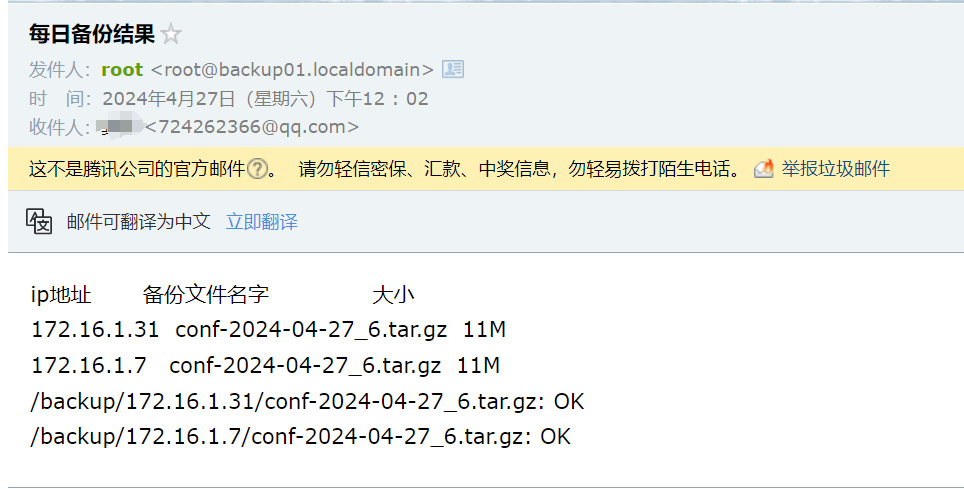 每日备份结果
发件人：root <root@backup01.localdomain>
时　间：2024年4月27日（星期六）下午12：02
收件人：<724262366@qq.com>
这不是腾讯公司的官方邮件?。 请勿轻信密保、汇款、中奖信息，勿轻易拨打陌生电话。 举报垃圾邮件
邮件可翻译为中文 立即翻译
ip地址 备份文件名字 大小
172.16.1.31 conf-2024-04-27_6.tar.gz 11M
172.16.1.7 conf-2024-04-27_6.tar.gz 11M
/backup/172.16.1.31/conf-2024-04-27_6.tar.gz: OK
/backup/172.16.1.7/conf-2024-04-27_6.tar.gz: OK